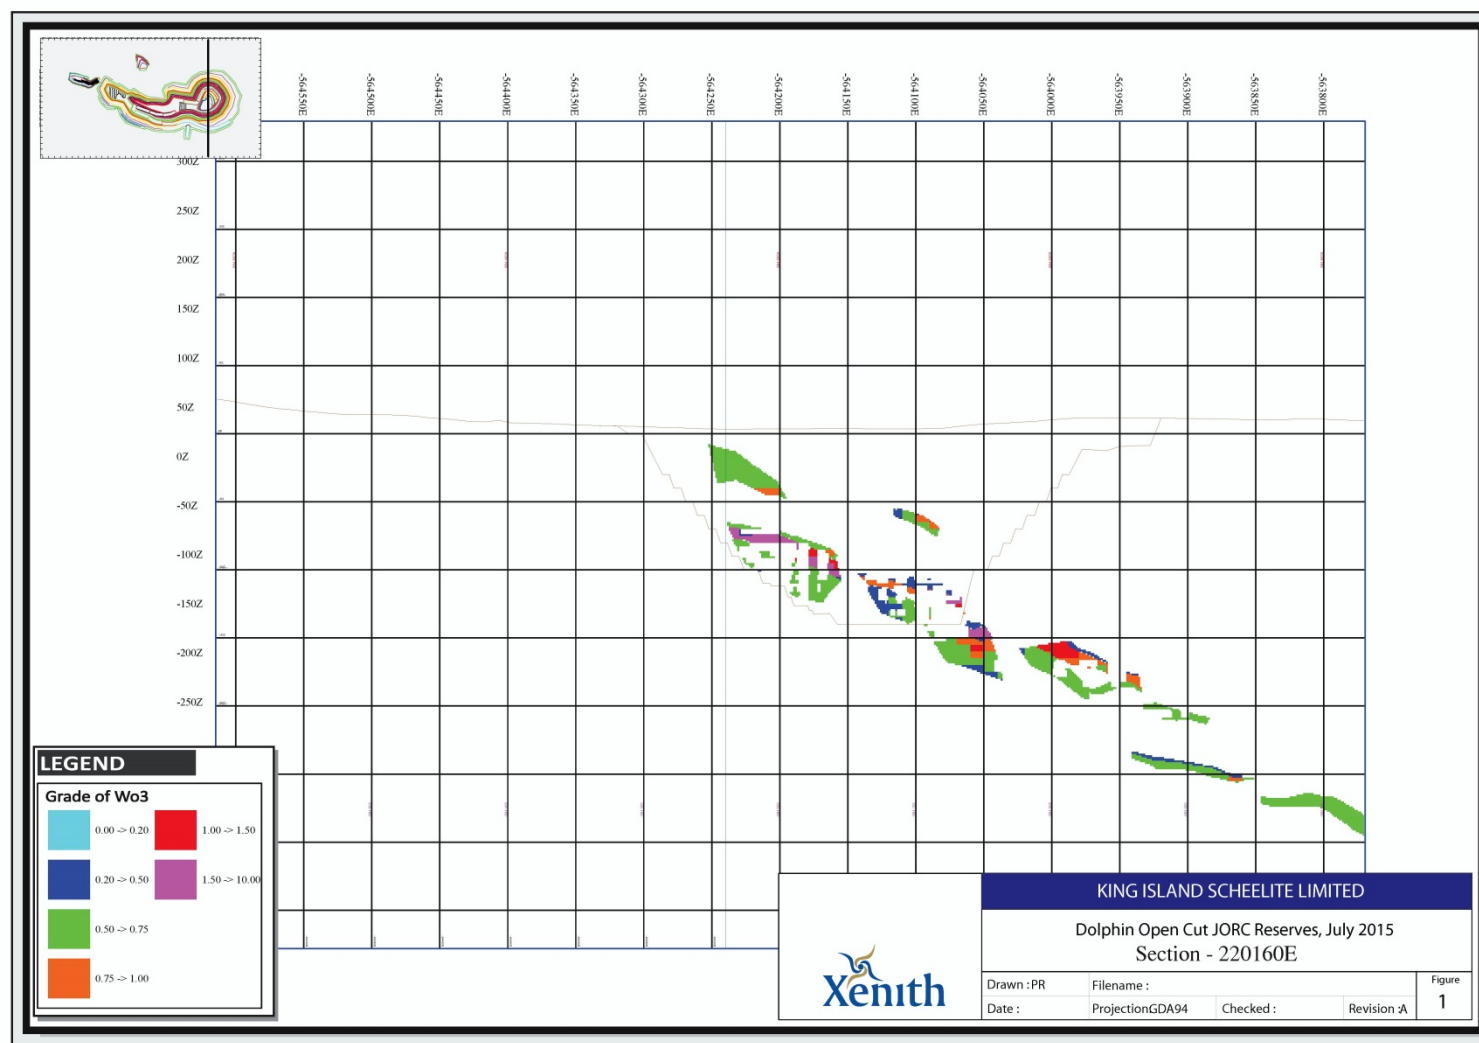 -564550E
-564500E
-564450E
-564400E
-564350E
-564300E
-564250E
-564200E
-564150E
-564100E
-564050E
-564000E
-563950E
-563900E
-563850E
-563800E
300Z
250Z
200Z
150Z
100Z
50Z
0Z
-50Z
-100Z
-150Z
-200Z
-250Z
LEGEND
Grade of Wo3
0.00 -> 0.20
1.00 -> 1.50
0.20 -> 0.50
1.50 -> 10.00
0.50 -> 0.75
0.75 -> 1.00
Xenith
KING ISLAND SCHEELITE LIMITED
Dolphin Open Cut JORC Reserves, July 2015
Section - 220160E
Drawn : PR
Filename :
Figure
1
Date :
Projection:GDA94
Checked :
Revision :A